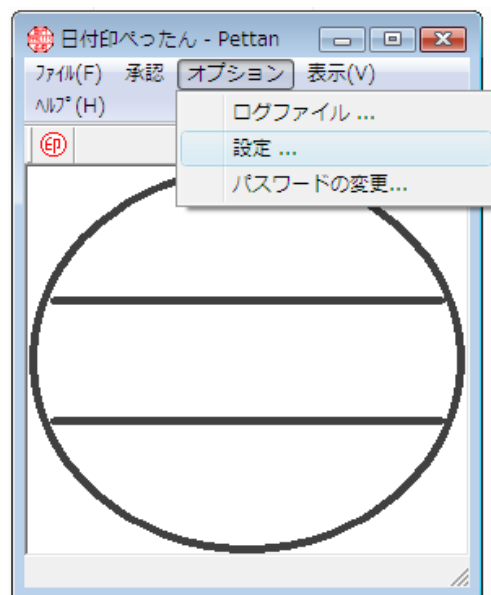 日付印ぺったん - Pettan
ﾌｧｲﾙ(F) 承認 オプション 表示(V)
ﾍﾙﾌﾟ(H)
ログファイル ...
設定 ...
パスワードの変更...
印